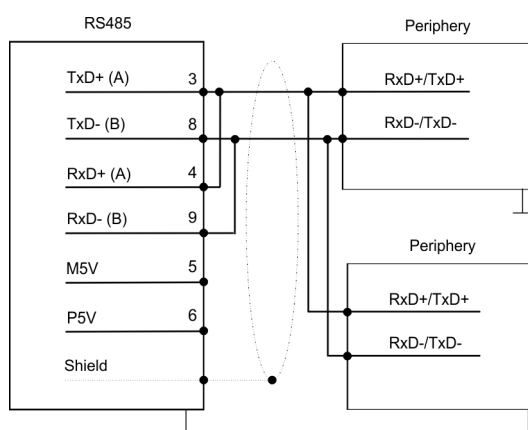 RS485
Periphery
TxD+ (A) 3
RxD+/TxD+
TxD- (B) 8
RxD-/TxD-
RxD+ (A) 4
RxD- (B) 9
Periphery
M5V 5
RxD+/TxD+
P5V 6
RxD-/TxD-
Shield